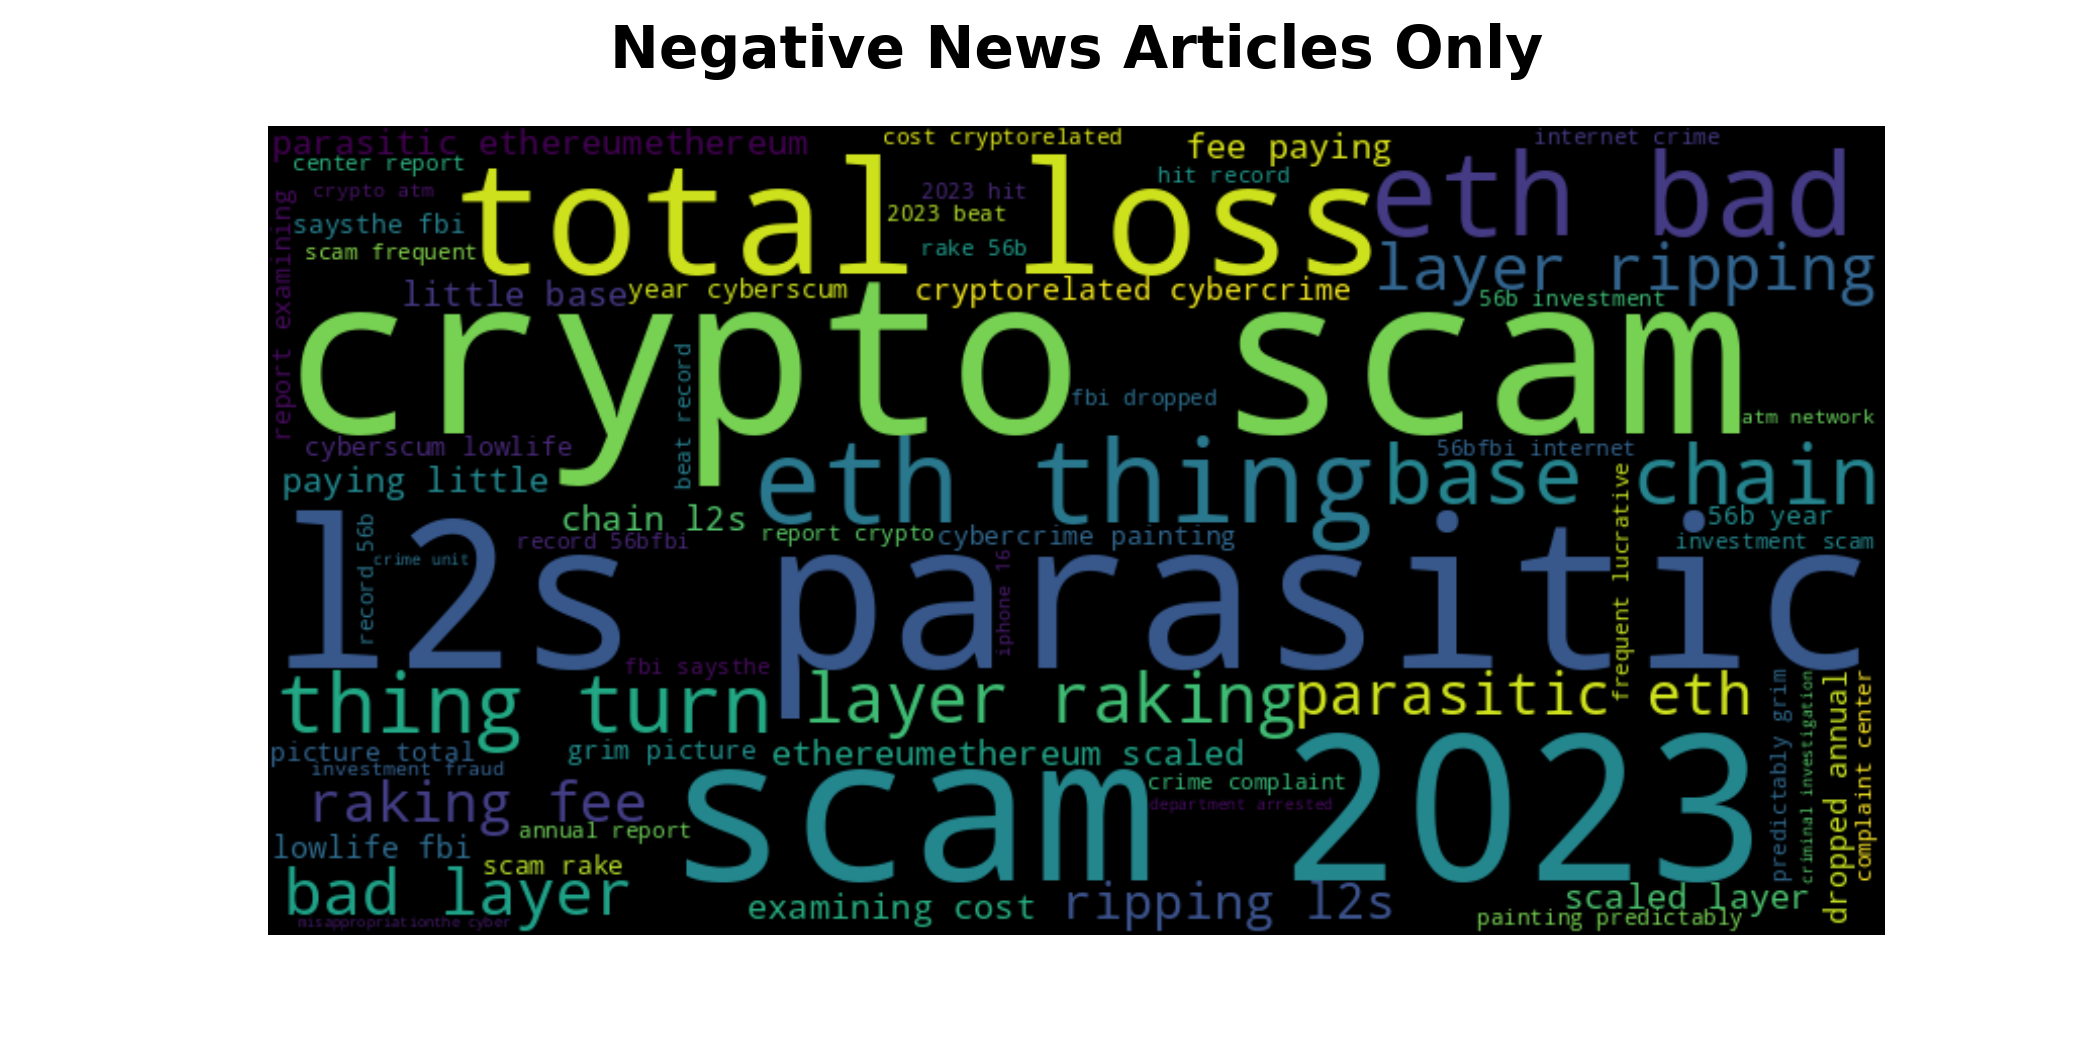 Negative News Articles Only
parasitic ethereumethereum
cost cryptorelated
fee paying
internet crime
center report
crypto atm
total loss
2023 hit
hit record
eth bad
2023 beat
saysthe fbi
rake 56b
scam frequent
report examining
layer ripping
little base
year cyberscum
cryptorelated cybercrime
56b investment
crypto scam
beat record
fbi dropped
atm network
cyberscum lowlife
56bfbi internet
paying little
eth thing
base chain
chain l2s
report crypto
cybercrime painting
56b year
record 56bfbi
investment scam
record 56b
crime unit
iphone 16
frequent lucrative
l2s parasitic
fbi saysthe
thing turn
layer raking
parasitic eth
predictably grim
criminal investigation
dropped annual
complaint center
picture total
grim picture
ethereumethereum scaled
investment fraud
crime complaint
raking fee
department arrested
scam 2023
annual report
lowlife fbi
scam rake
bad layer
examining cost
ripping l2s
scaled layer
painting predictably
misappropriationthe cyber